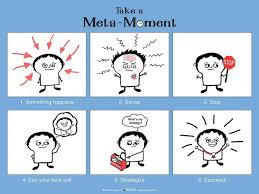 Take a
Meta-Moment
STOP
What's my
strategy?
1. Something happens
2. Sense
3. Stop
4. See your best self
5. Strategize
6. Succeed!